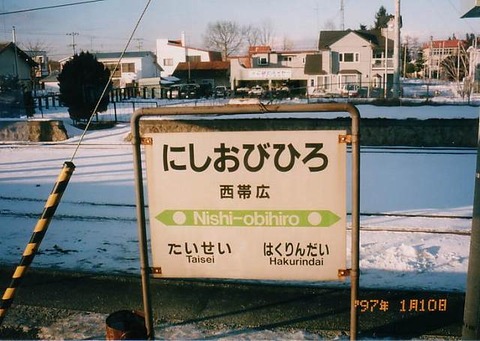 にしおびひろ
西帯広
Nishi-obihiro
たいせい はくりんだい
Taisei Hakurindai
'97年 1月10日